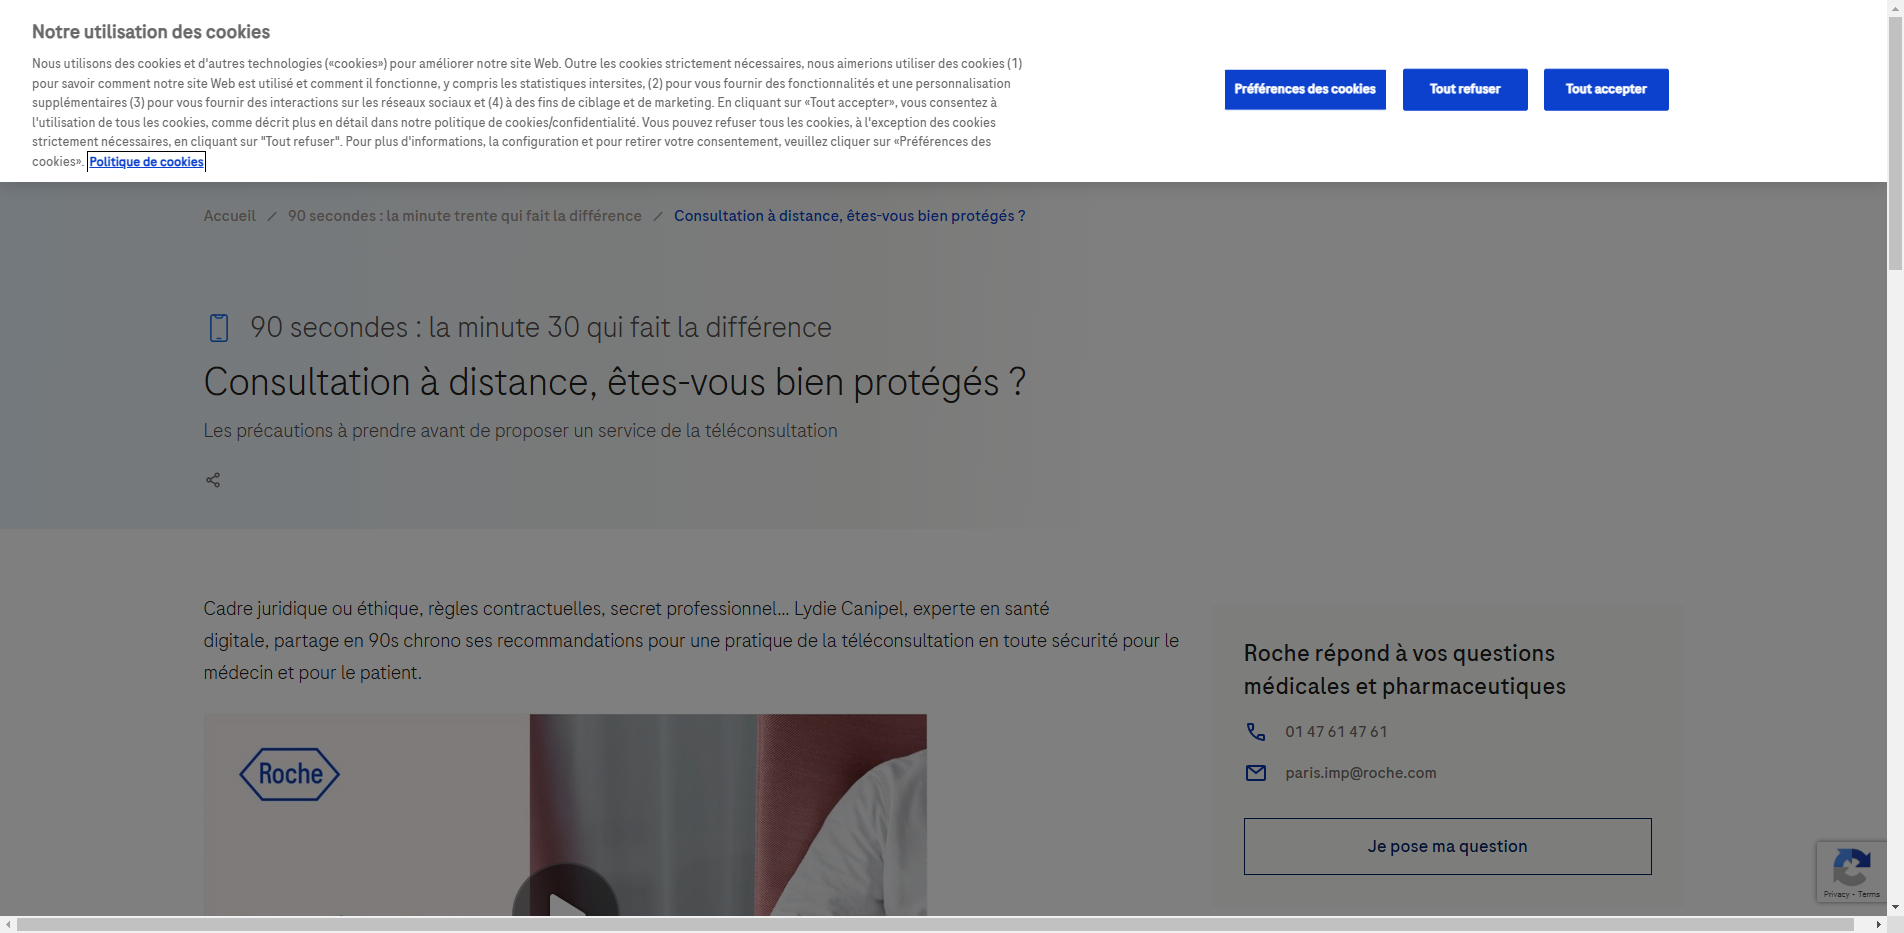 Notre utilisation des cookies
Nous utilisons des cookies et d'autres technologies («cookies») pour améliorer notre site Web. Outre les cookies strictement nécessaires, nous aimerions utiliser des cookies (1)
pour savoir comment notre site Web est utilisé et comment il fonctionne, y compris les statistiques intersites, (2) pour vous fournir des fonctionnalités et une personnalisation
supplémentaires (3) pour vous fournir des interactions sur les réseaux sociaux et (4) à des fins de ciblage et de marketing. En cliquant sur «Tout accepter», vous consentez à
l'utilisation de tous les cookies, comme décrit plus en détail dans notre politique de cookies/confidentialité. Vous pouvez refuser tous les cookies, à l'exception des cookies
strictement nécessaires, en cliquant sur "Tout refuser". Pour plus d'informations, la configuration et pour retirer votre consentement, veuillez cliquer sur «Préférences des
cookies». Politique de cookies
Préférences des cookies
Tout refuser
Tout accepter
Accueil / 90 secondes : la minute trente qui fait la différence / Consultation à distance, êtes-vous bien protégés ?
90 secondes : la minute 30 qui fait la différence
Consultation à distance, êtes-vous bien protégés ?
Les précautions à prendre avant de proposer un service de la téléconsultation
Cadre juridique ou éthique, règles contractuelles, secret professionnel... Lydie Canipel, experte en santé
digitale, partage en 90s chrono ses recommandations pour une pratique de la téléconsultation en toute sécurité pour le
médecin et pour le patient.
Roche
Roche répond à vos questions
médicales et pharmaceutiques
01 47 61 47 61
paris.imp@roche.com
Je pose ma question
Privacy - Terms